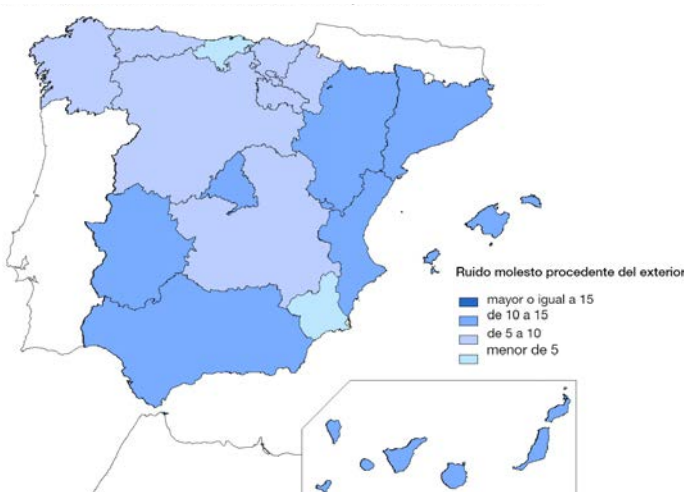 Ruido molesto procedente del exterior
mayor o igual a 15
de 10 a 15
de 5 a 10
menor de 5